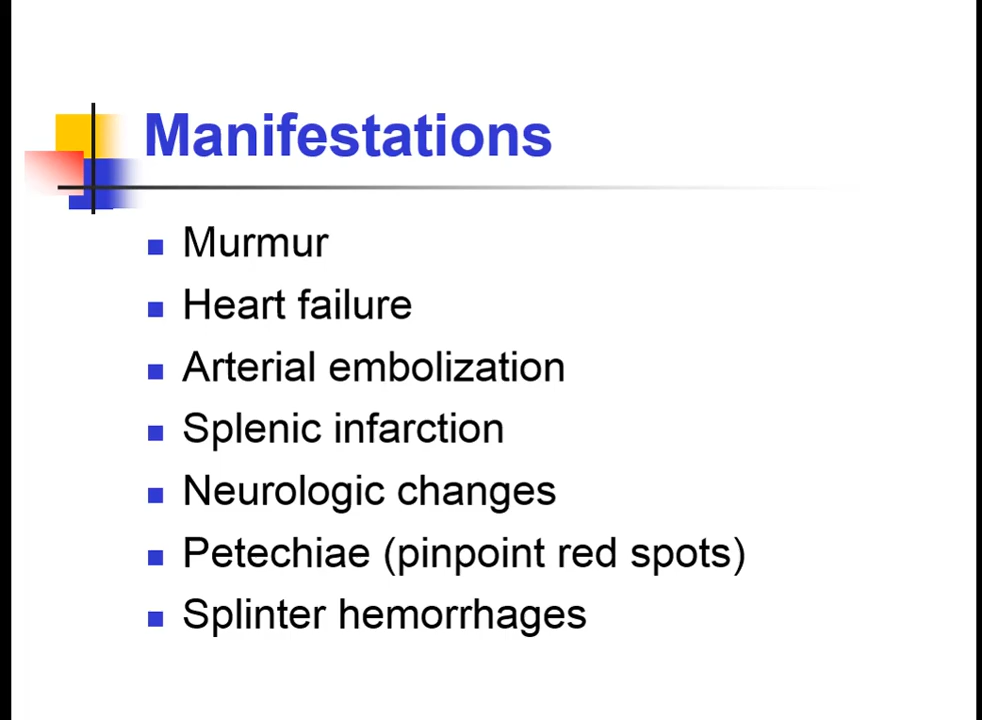 Manifestations
Murmur
Heart failure
Arterial embolization
Splenic infarction
Neurologic changes
Petechiae (pinpoint red spots)
Splinter hemorrhages